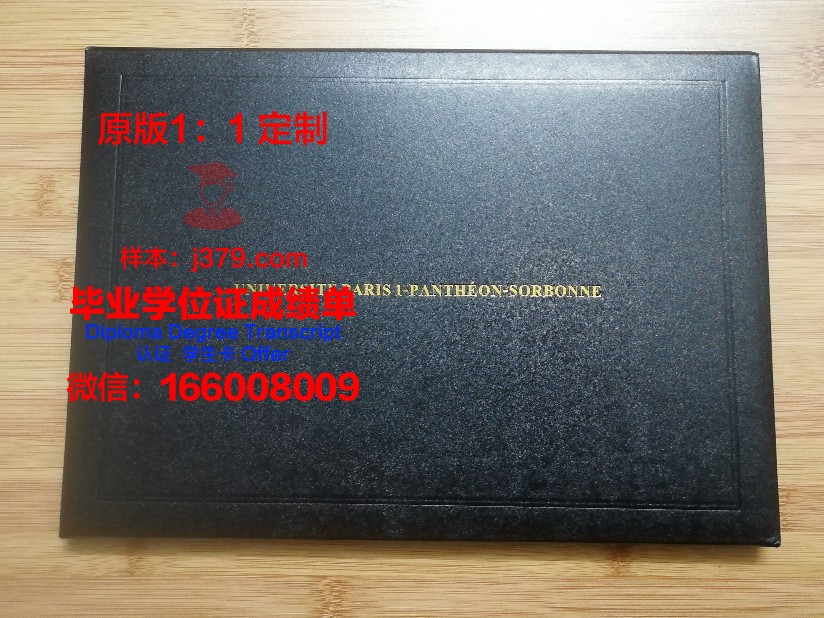 原版1：1 定制
样本：j379.com
UNIVERSITE PARIS 1-PANTHÉON-SORBONNE
毕业学位证成绩单
Diploma Degree Transcript
认证 学生卡 Offer
微信：166008009